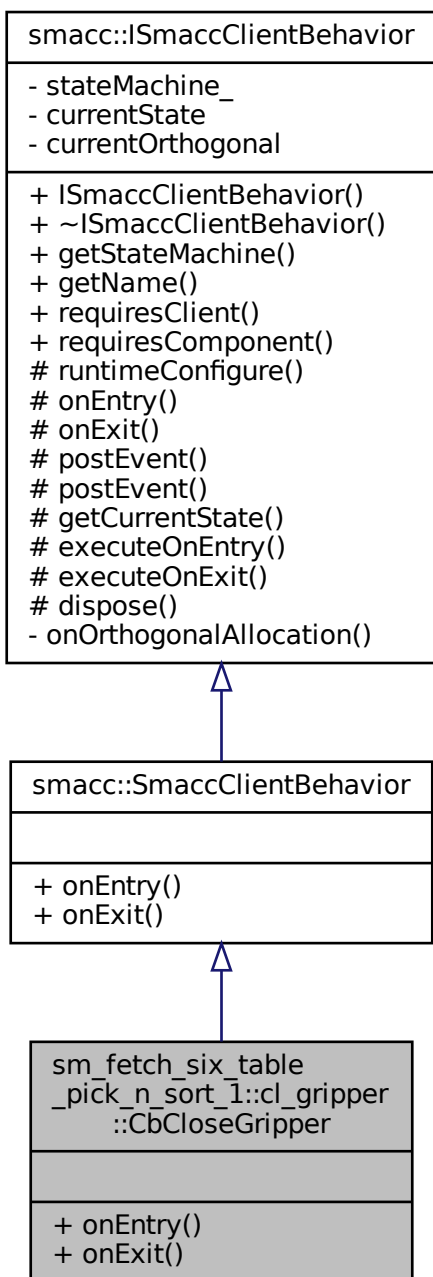 smacc::ISmaccClientBehavior
- stateMachine_
- currentState
- currentOrthogonal
+ ISmaccClientBehavior()
+ ~ISmaccClientBehavior()
+ getStateMachine()
+ getName()
+ requiresClient()
+ requiresComponent()
# runtimeConfigure()
# onEntry()
# onExit()
# postEvent()
# postEvent()
# getCurrentState()
# executeOnEntry()
# executeOnExit()
# dispose()
- onOrthogonalAllocation()
smacc::SmaccClientBehavior
+ onEntry()
+ onExit()
sm_fetch_six_table
_pick_n_sort_1::cl_gripper
::CbCloseGripper
+ onEntry()
+ onExit()